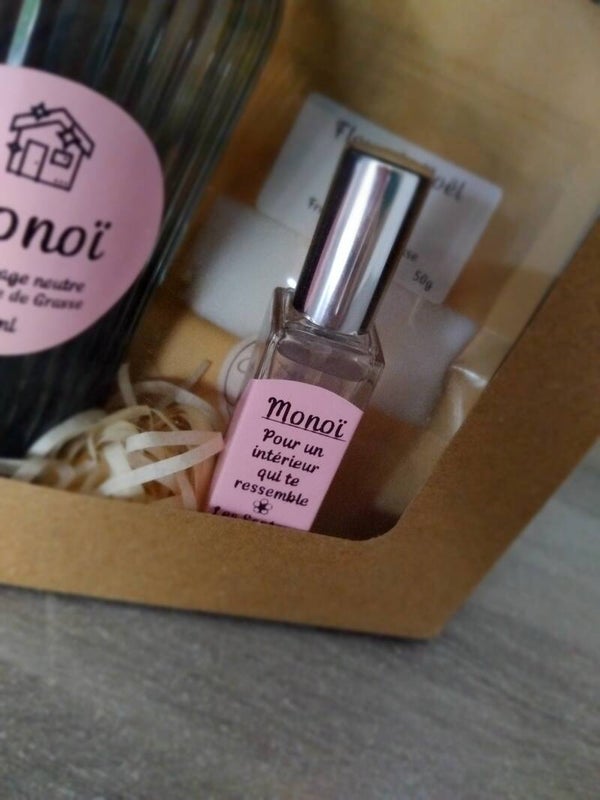 onoï
age neutre
de Grasse
ml
50g
Monoï
Pour un
intérieur
qui te
ressemble